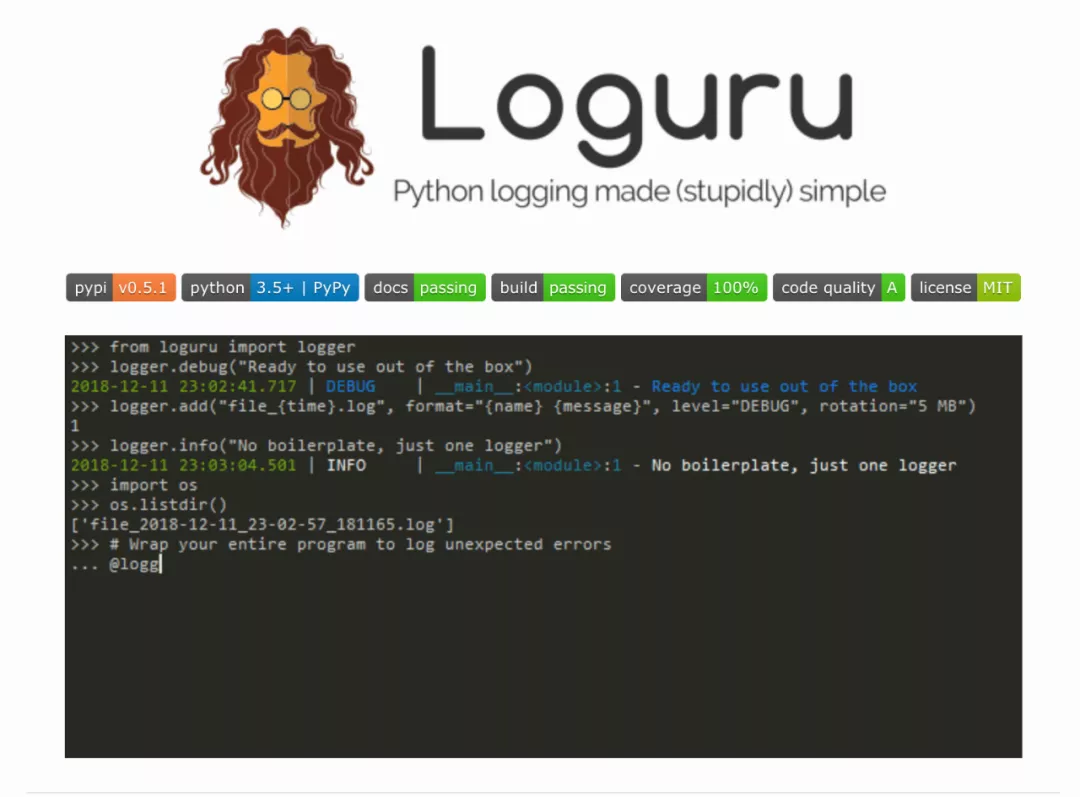 Loguru
Python logging made (stupidly) simple
pypi v0.5.1 python 3.5+ | PyPy docs passing build passing coverage 100% code quality A license MIT
>>> from loguru import logger
>>> logger.debug("Ready to use out of the box")
2018-12-11 23:02:41.717 | DEBUG    | __main__:<module>:1 - Ready to use out of the box
>>> logger.add("file_{time}.log", format="{name} {message}", level="DEBUG", rotation="5 MB")
1
>>> logger.info("No boilerplate, just one logger")
2018-12-11 23:03:04.501 | INFO     | __main__:<module>:1 - No boilerplate, just one logger
>>> import os
>>> os.listdir()
['file_2018-12-11_23-02-57_181165.log']
>>> # Wrap your entire program to log unexpected errors
... @logg